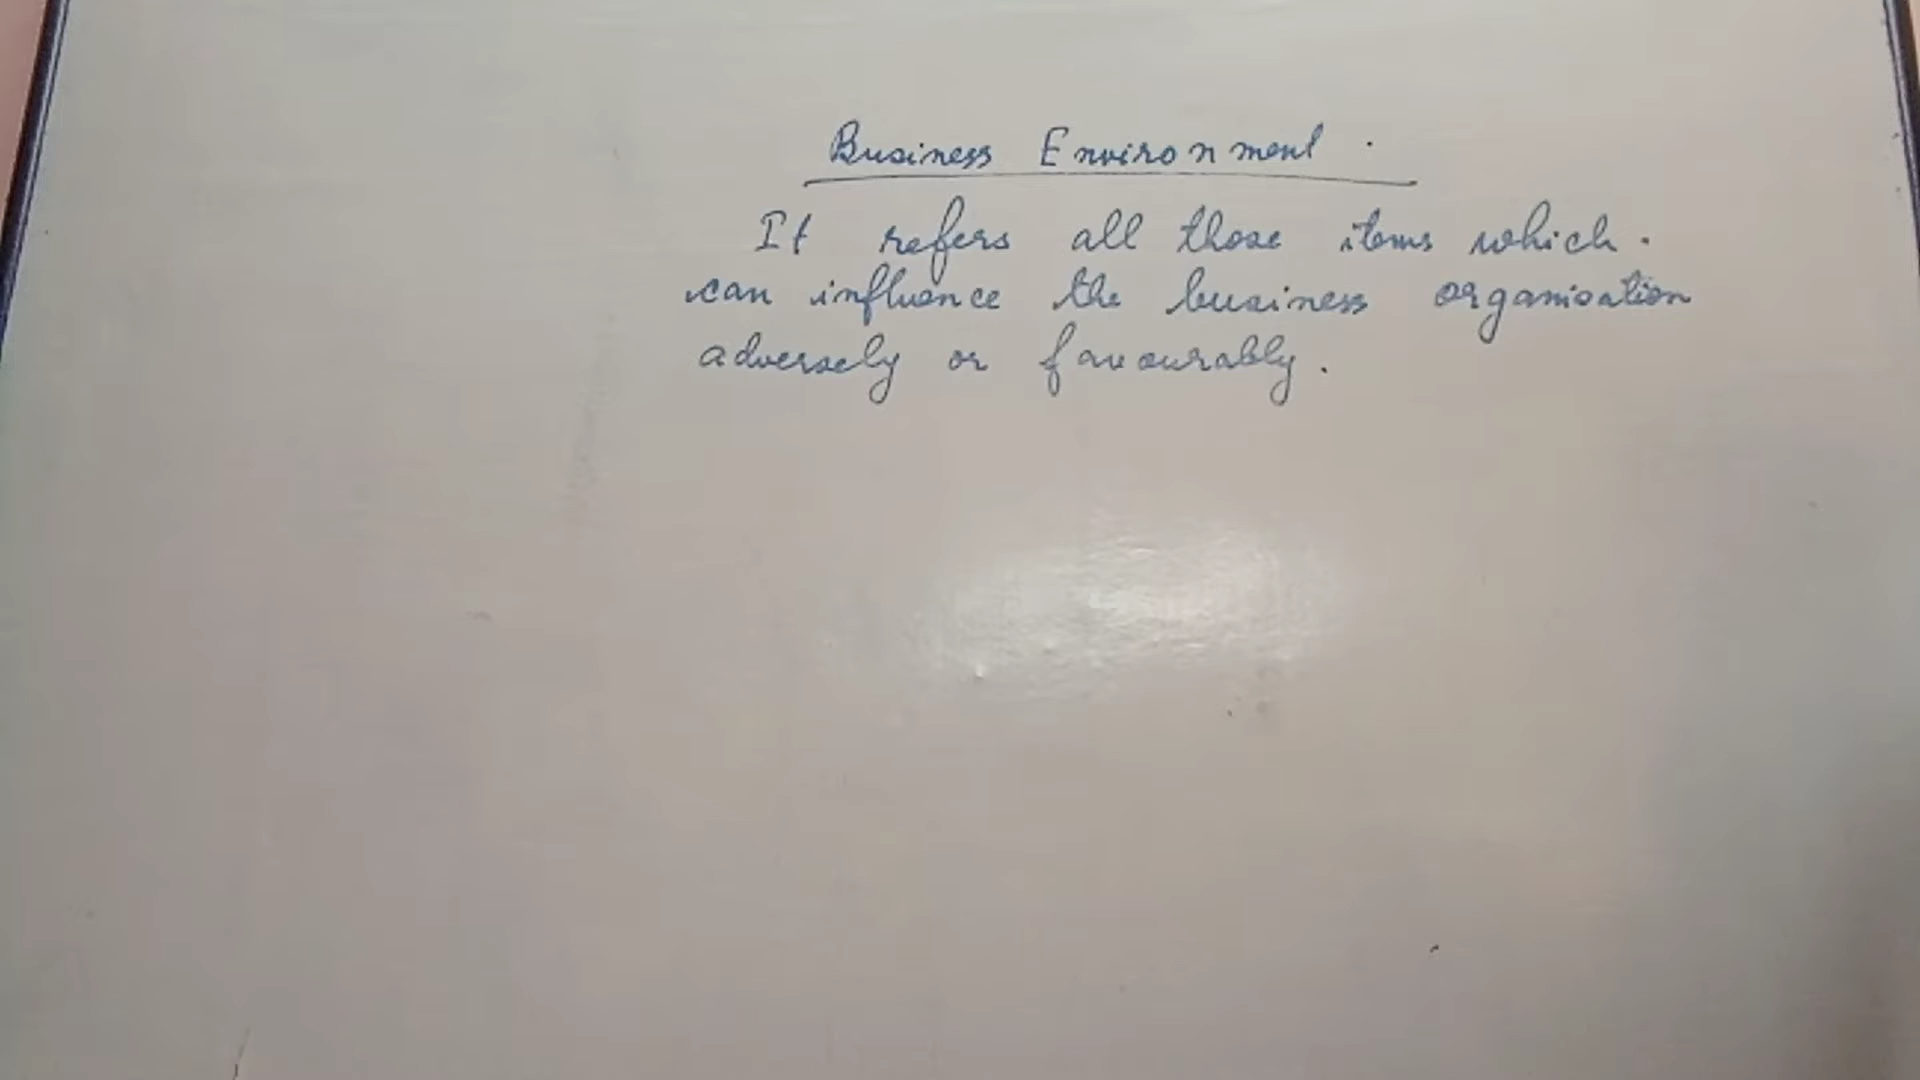 Business Environment.
It refers all those items which.
can influence the business organisation
adversely or favourably.